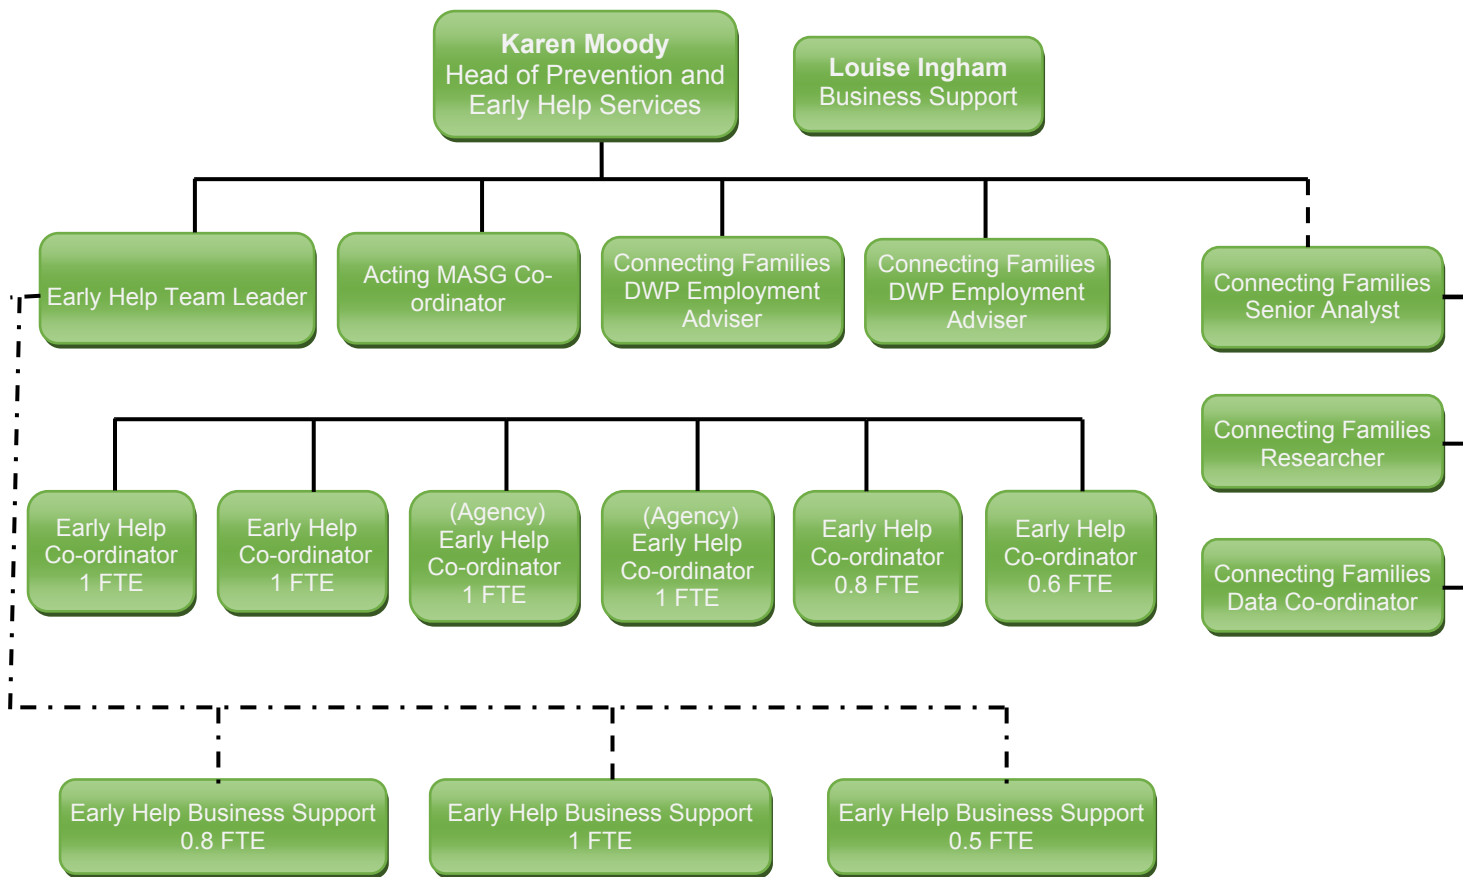 Karen Moody
Head of Prevention and
Early Help Services
Louise Ingham
Business Support
Early Help Team Leader
Acting MASG Co-
ordinator
Connecting Families
DWP Employment
Adviser
Connecting Families
DWP Employment
Adviser
Connecting Families
Senior Analyst
Connecting Families
Researcher
Connecting Families
Data Co-ordinator
Early Help
Co-ordinator
1 FTE
Early Help
Co-ordinator
1 FTE
(Agency)
Early Help
Co-ordinator
1 FTE
(Agency)
Early Help
Co-ordinator
1 FTE
Early Help
Co-ordinator
0.8 FTE
Early Help
Co-ordinator
0.6 FTE
Early Help Business Support
0.8 FTE
Early Help Business Support
1 FTE
Early Help Business Support
0.5 FTE